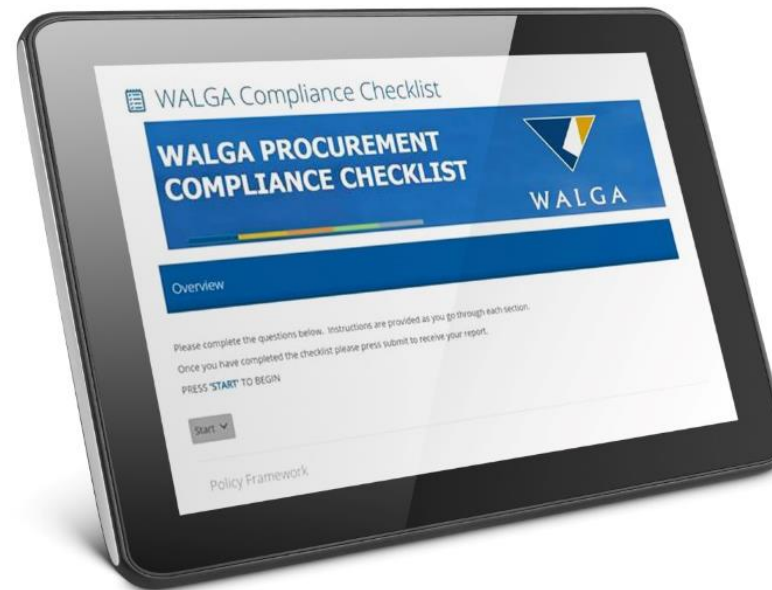 WALGA Compliance Checklist
WALGA PROCUREMENT
COMPLIANCE CHECKLIST
WALGA
Overview
Please complete the questions below. Instructions are provided as you go through each section.
Once you have completed the checklist please press submit to receive your report.
PRESS 'START' TO BEGIN
Start
Policy Framework